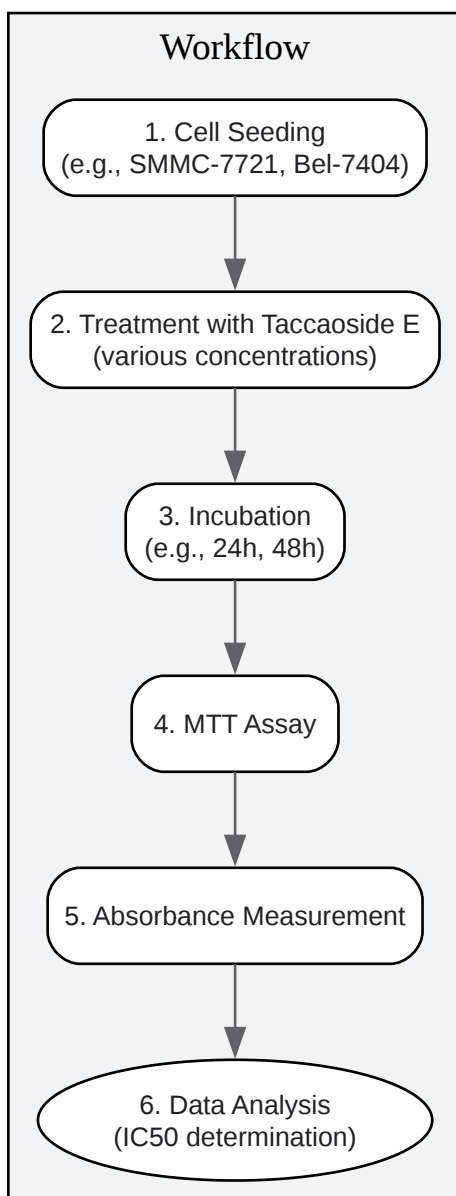 Workflow
1. Cell Seeding
(e.g., SMMC-7721, Bel-7404)
2. Treatment with Taccaoside E
(various concentrations)
3. Incubation
(e.g., 24h, 48h)
4. MTT Assay
5. Absorbance Measurement
6. Data Analysis
(IC50 determination)